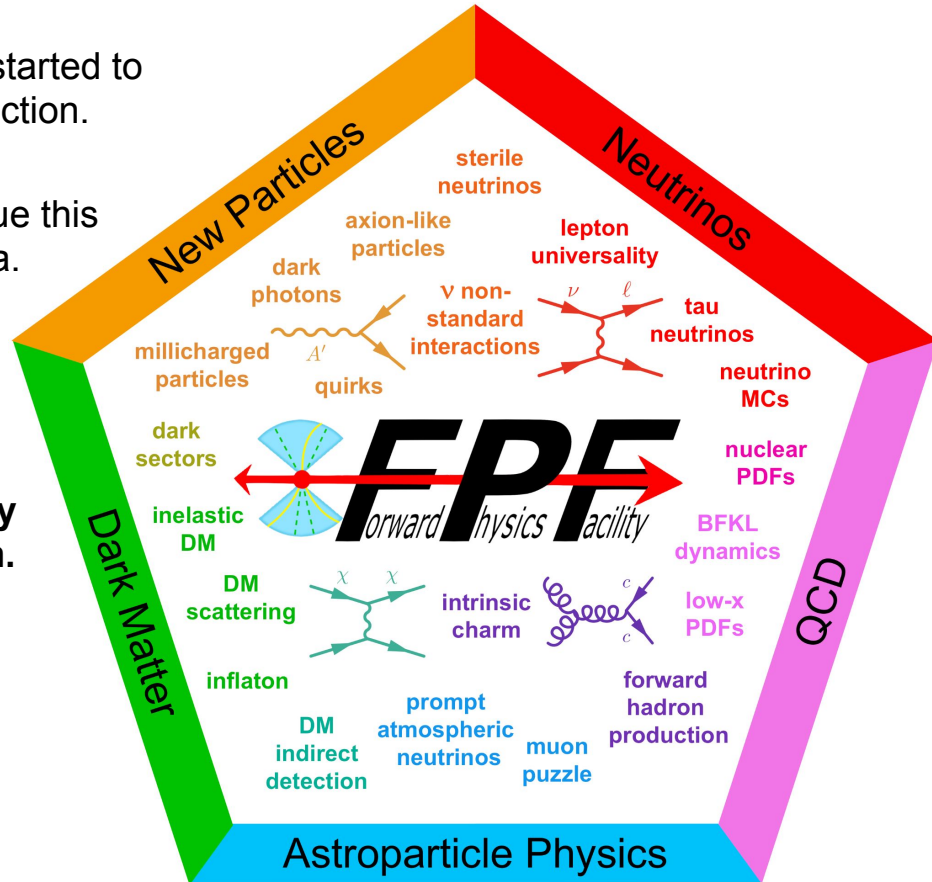 started to
ction.
ue this
a.
y
n.
New Particles
Neutrinos
sterile
neutrinos
axion-like
particles
lepton
universality
dark
photons
ν non-
standard
interactions
ν ℓ
tau
neutrinos
millicharged
particles
A′
quirks
neutrino
MCs
dark
sectors
nuclear
PDFs
FPF
Forward Physics Facility
inelastic
DM
BFKL
dynamics
Dark Matter
QCD
DM
scattering
χ χ
intrinsic
charm
c
c
low-x
PDFs
inflaton
forward
hadron
production
prompt
atmospheric
neutrinos
DM
indirect
detection
muon
puzzle
Astroparticle Physics